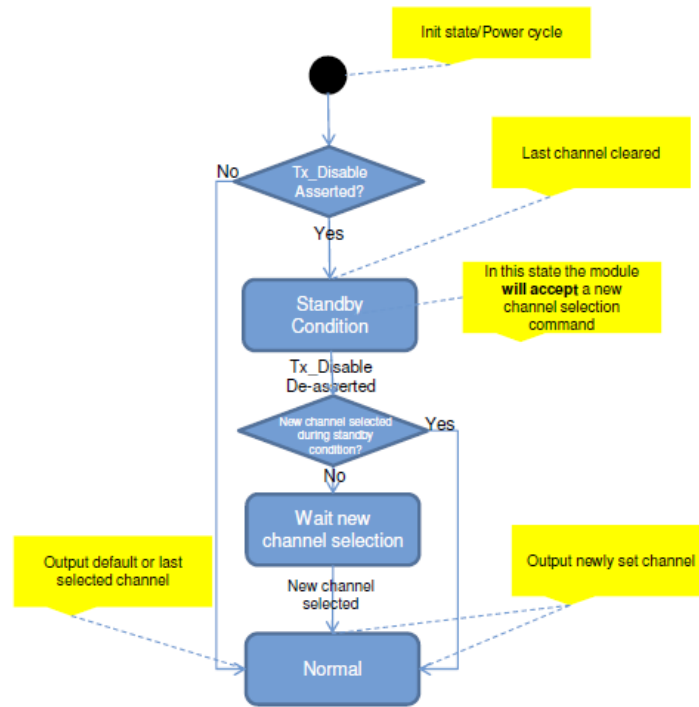 Init state/Power cycle
Last channel cleared
No
Tx_Disable
Asserted?
Yes
In this state the module
will accept a new
channel selection
command
Standby
Condition
Tx_Disable
De-asserted
New channel selected
during standby
condition?
Yes
No
Wait new
channel selection
Output default or last
selected channel
Output newly set channel
New channel
selected
Normal